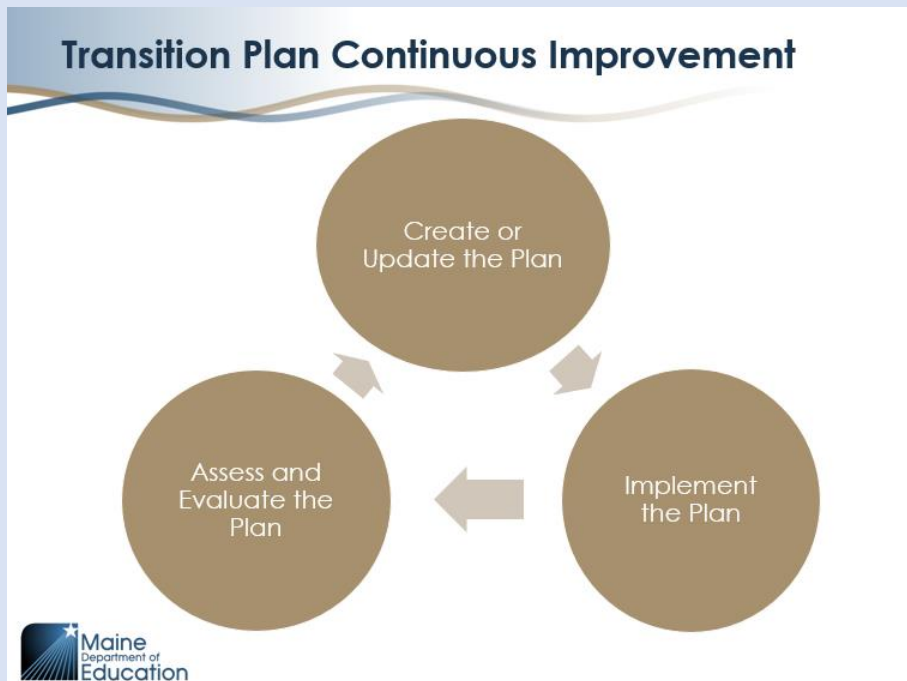 Transition Plan Continuous Improvement
Create or
Update the Plan
Implement
the Plan
Assess and
Evaluate the
Plan
Maine
Department of
Education